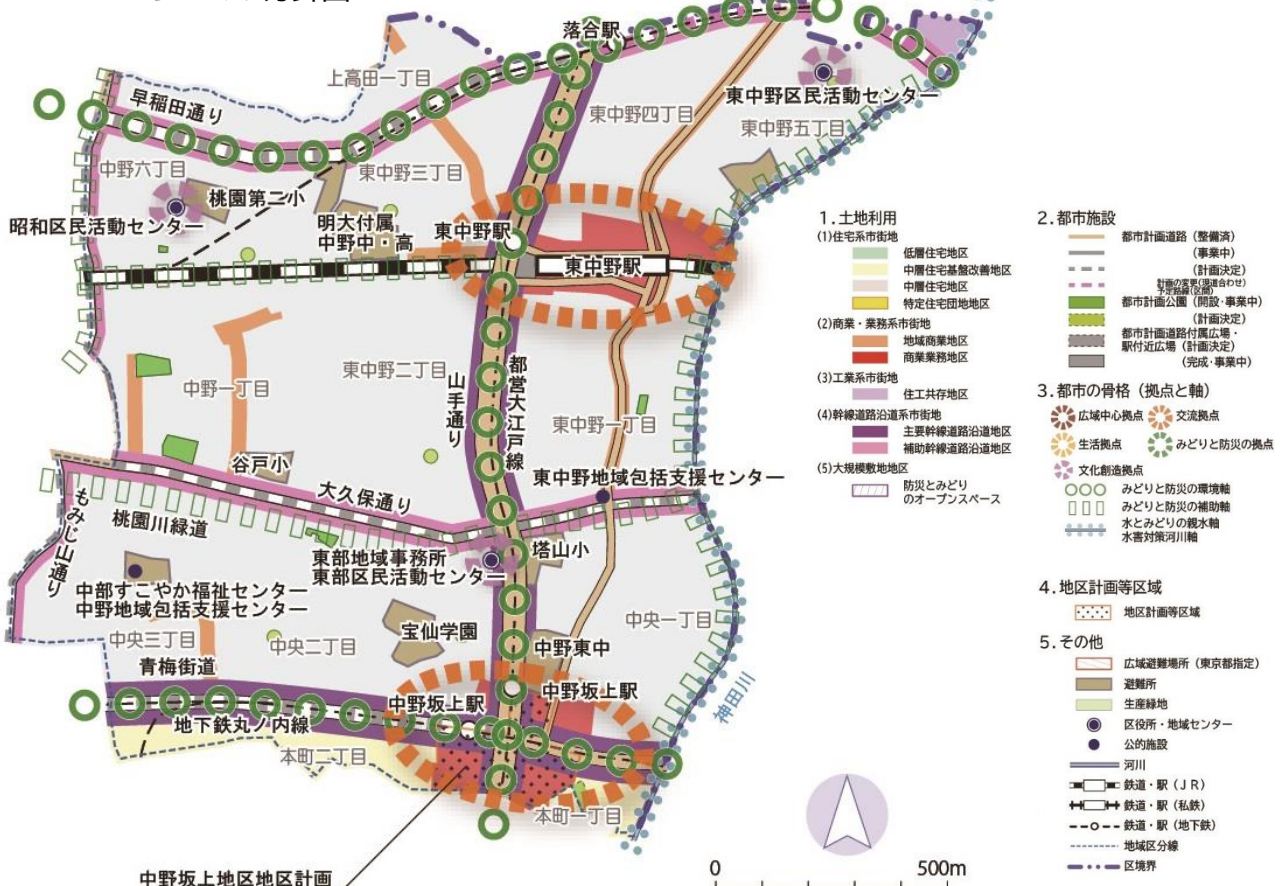 落合駅
上高田一丁目
早稲田通り
東中野四丁目
東中野区民活動センター
東中野五丁目
中野六丁目
東中野三丁目
桃園第二小
昭和区民活動センター
明大付属
中野中・高
東中野駅
東中野駅
中野一丁目
東中野二丁目
山手通り
都営大江戸線
東中野一丁目
谷戸小
東中野地域包括支援センター
大久保通り
もみじ山通り
桃園川緑道
東部地域事務所
東部区民活動センター
塔山小
中部すこやか福祉センター
中野地域包括支援センター
中央三丁目
中央二丁目
宝仙学園
中央一丁目
中野東中
青梅街道
中野坂上駅
中野坂上駅
地下鉄丸ノ内線
神田川
本町二丁目
本町一丁目
中野坂上地区地区計画
0 500m
1.土地利用
(1)住宅系市街地
低層住宅地区
中層住宅基盤改善地区
中層住宅地区
特定住宅団地地区
(2)商業・業務系市街地
地域商業地区
商業業務地区
(3)工業系市街地
住工共存地区
(4)幹線道路沿道系市街地
主要幹線道路沿道地区
補助幹線道路沿道地区
(5)大規模敷地地区
防災とみどり
のオープンスペース
2.都市施設
都市計画道路(整備済)
(事業中)
(計画決定)
計画の変更(現道合わせ)
予定路線(区間)
都市計画公園(開設・事業中)
(計画決定)
都市計画道路付属広場・
駅付近広場(計画決定)
(完成・事業中)
3.都市の骨格(拠点と軸)
広域中心拠点 交流拠点
生活拠点 みどりと防災の拠点
文化創造拠点
みどりと防災の環境軸
みどりと防災の補助軸
水とみどりの親水軸
水害対策河川軸
4.地区計画等区域
地区計画等区域
5.その他
広域避難場所(東京都指定)
避難所
生産緑地
区役所・地域センター
公的施設
河川
鉄道・駅(JR)
鉄道・駅(私鉄)
鉄道・駅(地下鉄)
地域区分線
区境界